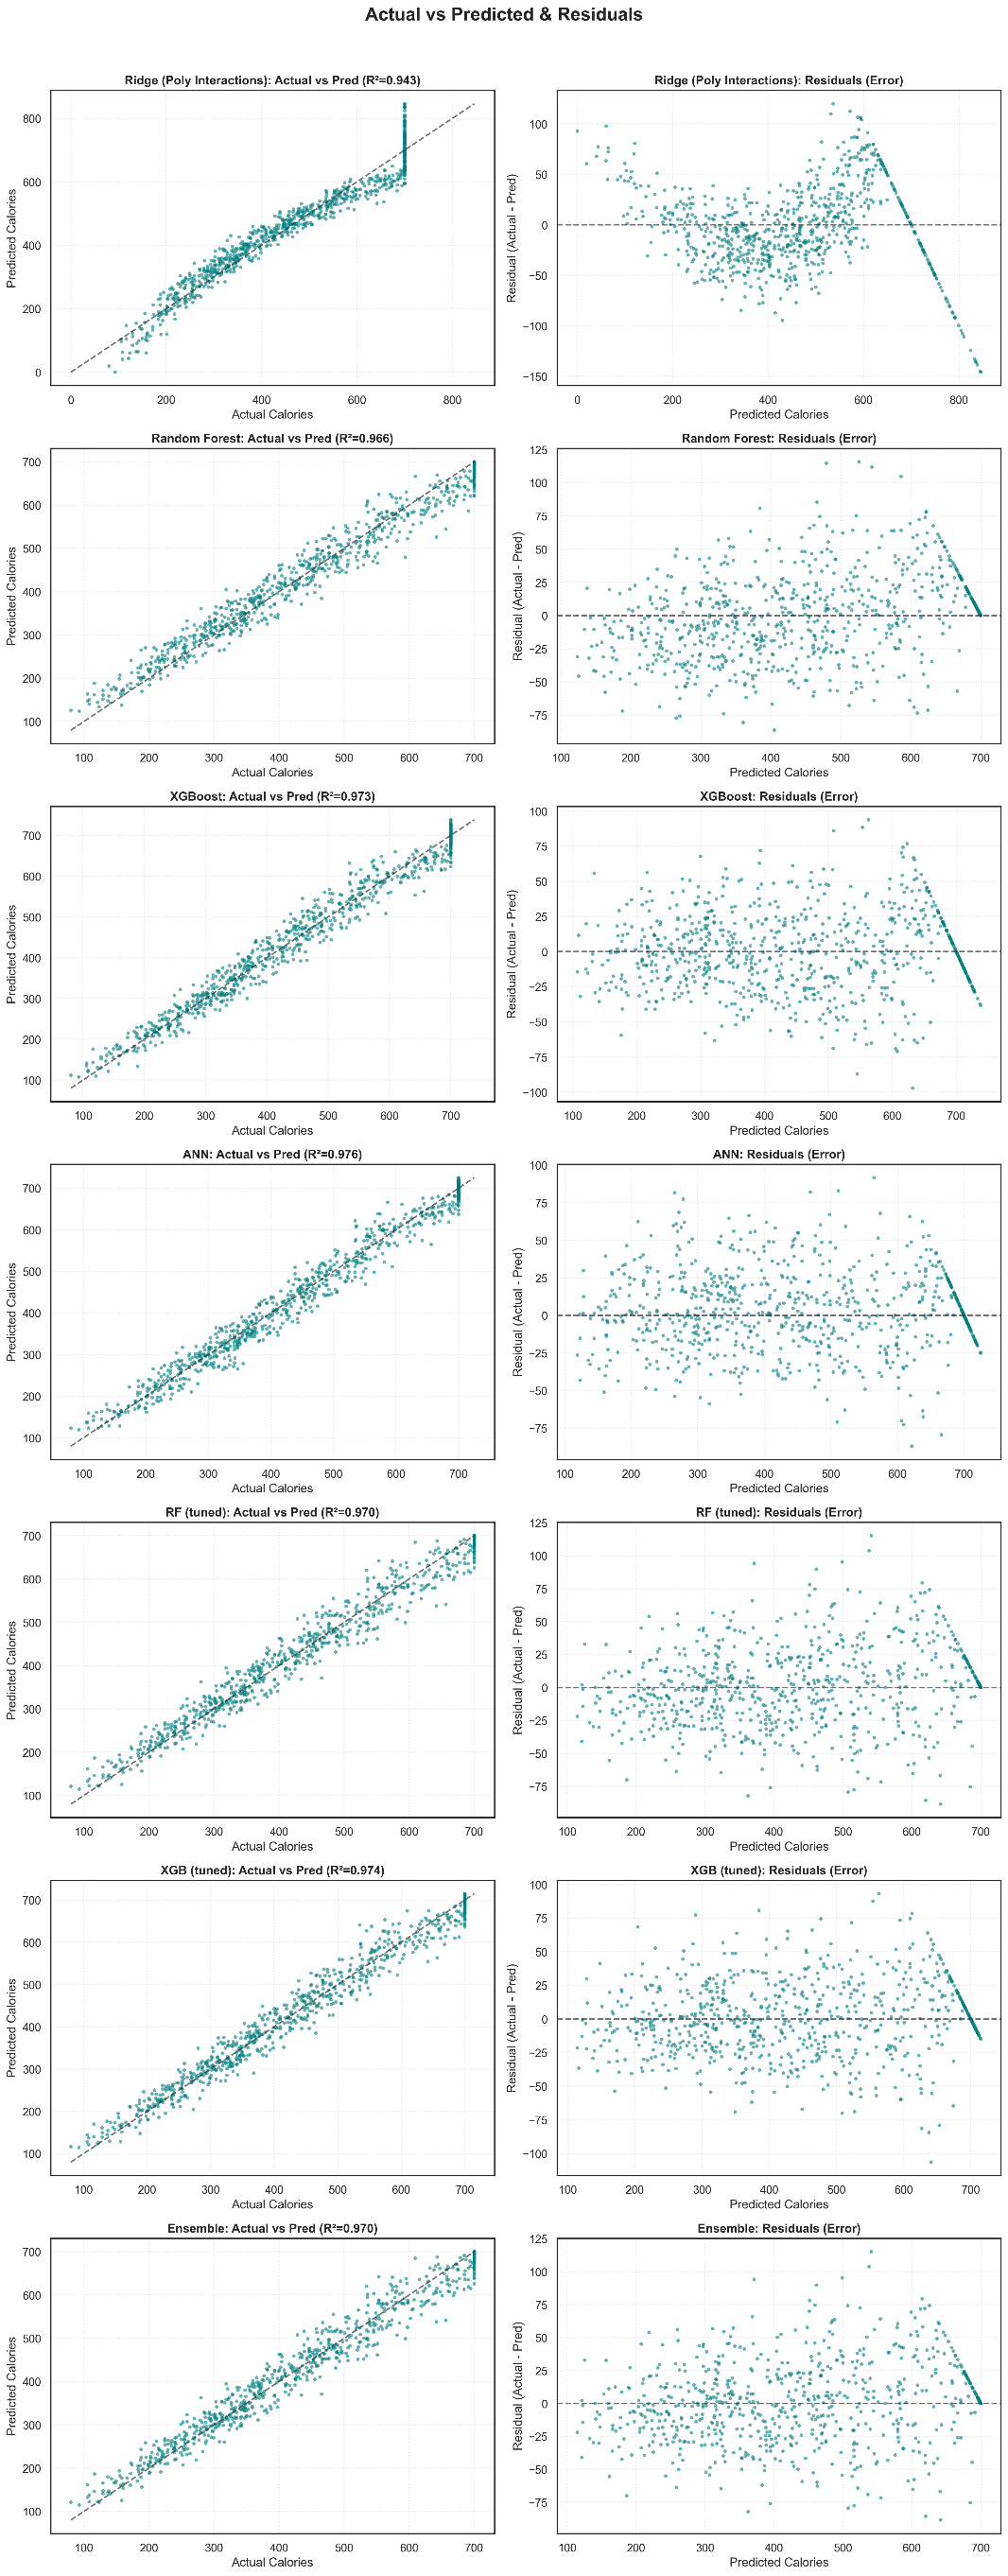 Actual vs Predicted & Residuals
Ridge (Poly Interactions): Actual vs Pred (R²=0.943)
Predicted Calories
800
600
400
200
0
0 200 400 600 800
Actual Calories
Ridge (Poly Interactions): Residuals (Error)
Residual (Actual - Pred)
100
50
0
−50
−100
−150
0 200 400 600 800
Predicted Calories
Random Forest: Actual vs Pred (R²=0.966)
Predicted Calories
700
600
500
400
300
200
100
100 200 300 400 500 600 700
Actual Calories
Random Forest: Residuals (Error)
Residual (Actual - Pred)
125
100
75
50
25
0
−25
−50
−75
100 200 300 400 500 600 700
Predicted Calories
XGBoost: Actual vs Pred (R²=0.973)
Predicted Calories
700
600
500
400
300
200
100
100 200 300 400 500 600 700
Actual Calories
XGBoost: Residuals (Error)
Residual (Actual - Pred)
100
75
50
25
0
−25
−50
−75
−100
100 200 300 400 500 600 700
Predicted Calories
ANN: Actual vs Pred (R²=0.976)
Predicted Calories
700
600
500
400
300
200
100
100 200 300 400 500 600 700
Actual Calories
ANN: Residuals (Error)
Residual (Actual - Pred)
100
75
50
25
0
−25
−50
−75
100 200 300 400 500 600 700
Predicted Calories
RF (tuned): Actual vs Pred (R²=0.970)
Predicted Calories
700
600
500
400
300
200
100
100 200 300 400 500 600 700
Actual Calories
RF (tuned): Residuals (Error)
Residual (Actual - Pred)
125
100
75
50
25
0
−25
−50
−75
100 200 300 400 500 600 700
Predicted Calories
XGB (tuned): Actual vs Pred (R²=0.974)
Predicted Calories
700
600
500
400
300
200
100
100 200 300 400 500 600 700
Actual Calories
XGB (tuned): Residuals (Error)
Residual (Actual - Pred)
100
75
50
25
0
−25
−50
−75
−100
100 200 300 400 500 600 700
Predicted Calories
Ensemble: Actual vs Pred (R²=0.970)
Predicted Calories
700
600
500
400
300
200
100
100 200 300 400 500 600 700
Actual Calories
Ensemble: Residuals (Error)
Residual (Actual - Pred)
125
100
75
50
25
0
−25
−50
−75
100 200 300 400 500 600 700
Predicted Calories